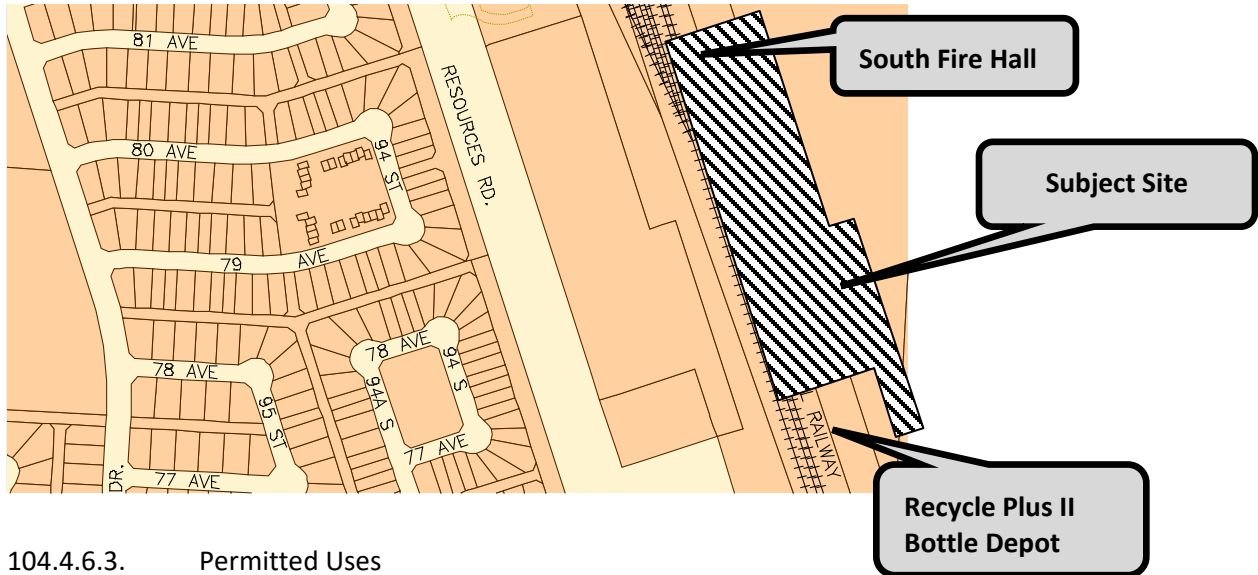 81 AVE
South Fire Hall
RESOURCES RD.
80 AVE
94 ST
Subject Site
79 AVE
78 AVE
78 AVE
94 S
94A S
95 ST
77 AVE
RAILWAY
DR.
77 AVE
Recycle Plus II
Bottle Depot
104.4.6.3. Permitted Uses